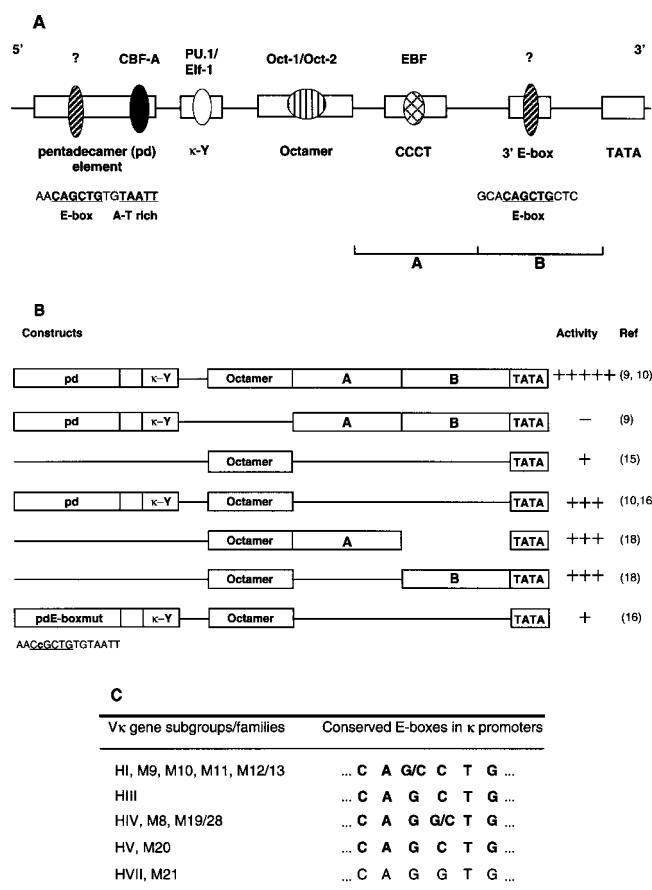 A
5’ ? CBF-A PU.1/ Elf-1 Oct-1/Oct-2 EBF ? 3’
pentadecamer (pd) element κ-Y Octamer CCCT 3' E-box TATA
AACAGCTGTGTAATT GCACAGCTGCTC
E-box A-T rich E-box
A B
B
Constructs Activity Ref
pd κ–Y Octamer A B TATA +++++ (9, 10)
pd κ–Y A B TATA − (9)
Octamer TATA + (15)
pd κ–Y Octamer TATA +++ (10,16
Octamer A TATA +++ (18)
Octamer B TATA +++ (18)
pdE-boxmut κ–Y Octamer TATA + (16)
AACcGCTGTGTAATT
C
Vκ gene subgroups/families Conserved E-boxes in κ promoters
HI, M9, M10, M11, M12/13 ... C A G/C C T G ...
HIII ... C A G C T G ...
HIV, M8, M19/28 ... C A G G/C T G ...
HV, M20 ... C A G C T G ...
HVII, M21 ... C A G G T G ...